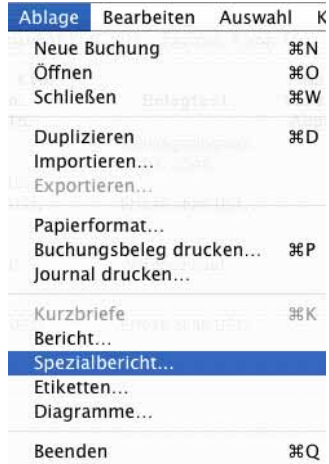 Ablage Bearbeiten Auswahl
Neue Buchung ⌘N
Öffnen ⌘O
Schließen ⌘W
Duplizieren ⌘D
Importieren...
Exportieren...
Papierformat...
Buchungsbeleg drucken... ⌘P
Journal drucken...
Kurzbriefe ⌘K
Bericht...
Spezialbericht...
Etiketten...
Diagramme...
Beenden ⌘Q